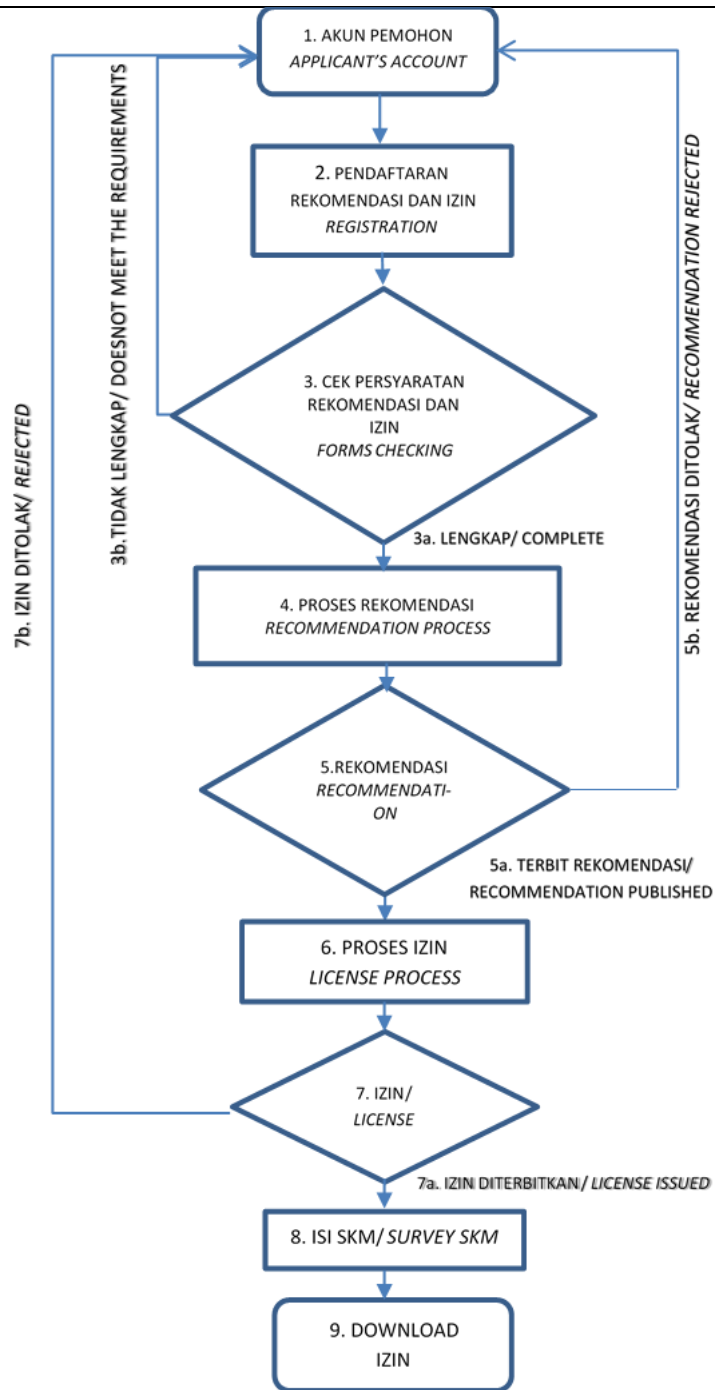 1. AKUN PEMOHON
APPLICANT'S ACCOUNT
2. PENDAFTARAN
REKOMENDASI DAN IZIN
REGISTRATION
3. CEK PERSYARATAN
REKOMENDASI DAN
IZIN
FORMS CHECKING
3a. LENGKAP/ COMPLETE
3b.TIDAK LENGKAP/ DOESNOT MEET THE REQUIREMENTS
4. PROSES REKOMENDASI
RECOMMENDATION PROCESS
5.REKOMENDASI
RECOMMENDATI-
ON
5a. TERBIT REKOMENDASI/
RECOMMENDATION PUBLISHED
5b. REKOMENDASI DITOLAK/ RECOMMENDATION REJECTED
6. PROSES IZIN
LICENSE PROCESS
7. IZIN/
LICENSE
7a. IZIN DITERBITKAN/ LICENSE ISSUED
7b. IZIN DITOLAK/ REJECTED
8. ISI SKM/ SURVEY SKM
9. DOWNLOAD
IZIN